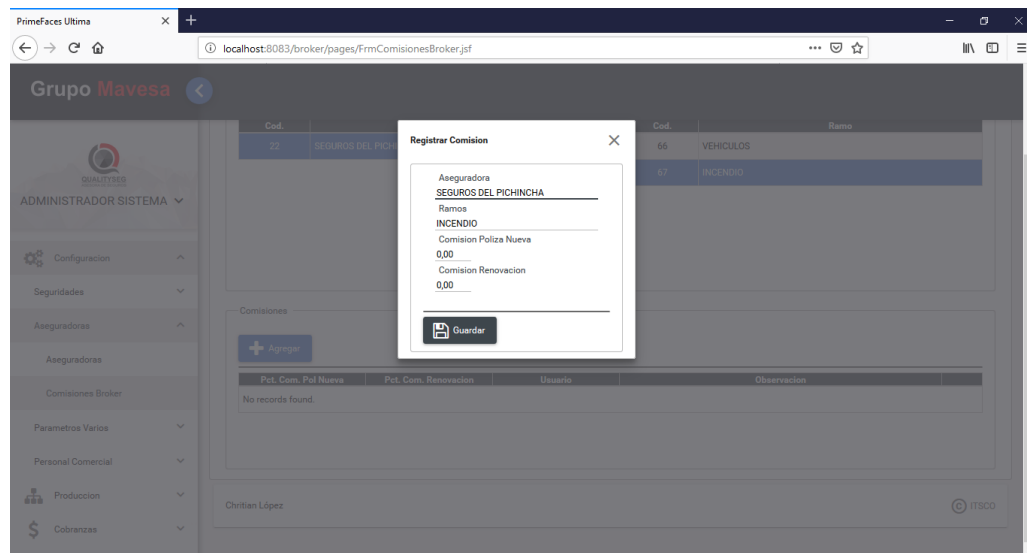 PrimeFaces Ultima
localhost:8083/broker/pages/FrmComisionesBroker.jsf
Grupo Mavesa
QUALITYSES
ADMINISTRADOR SISTEMA
Configuracion
Seguridades
Aseguradoras
Aseguradoras
Comisiones Broker
Parametros Varios
Personal Comercial
Produccion
Cobranzas
Cod. Cod. Ramo
22 SEGUROS DEL PICHI 66 VEHICULOS
67 INCENDIO
Registrar Comision
Aseguradora
SEGUROS DEL PICHINCHA
Ramos
INCENDIO
Comision Poliza Nueva
0,00
Comision Renovacion
0,00
Guardar
Comisiones
Agregar
Pct. Com. Pol Nueva Pct. Com. Renovacion Usuario Observacion
No records found.
Chritian López © ITSCO